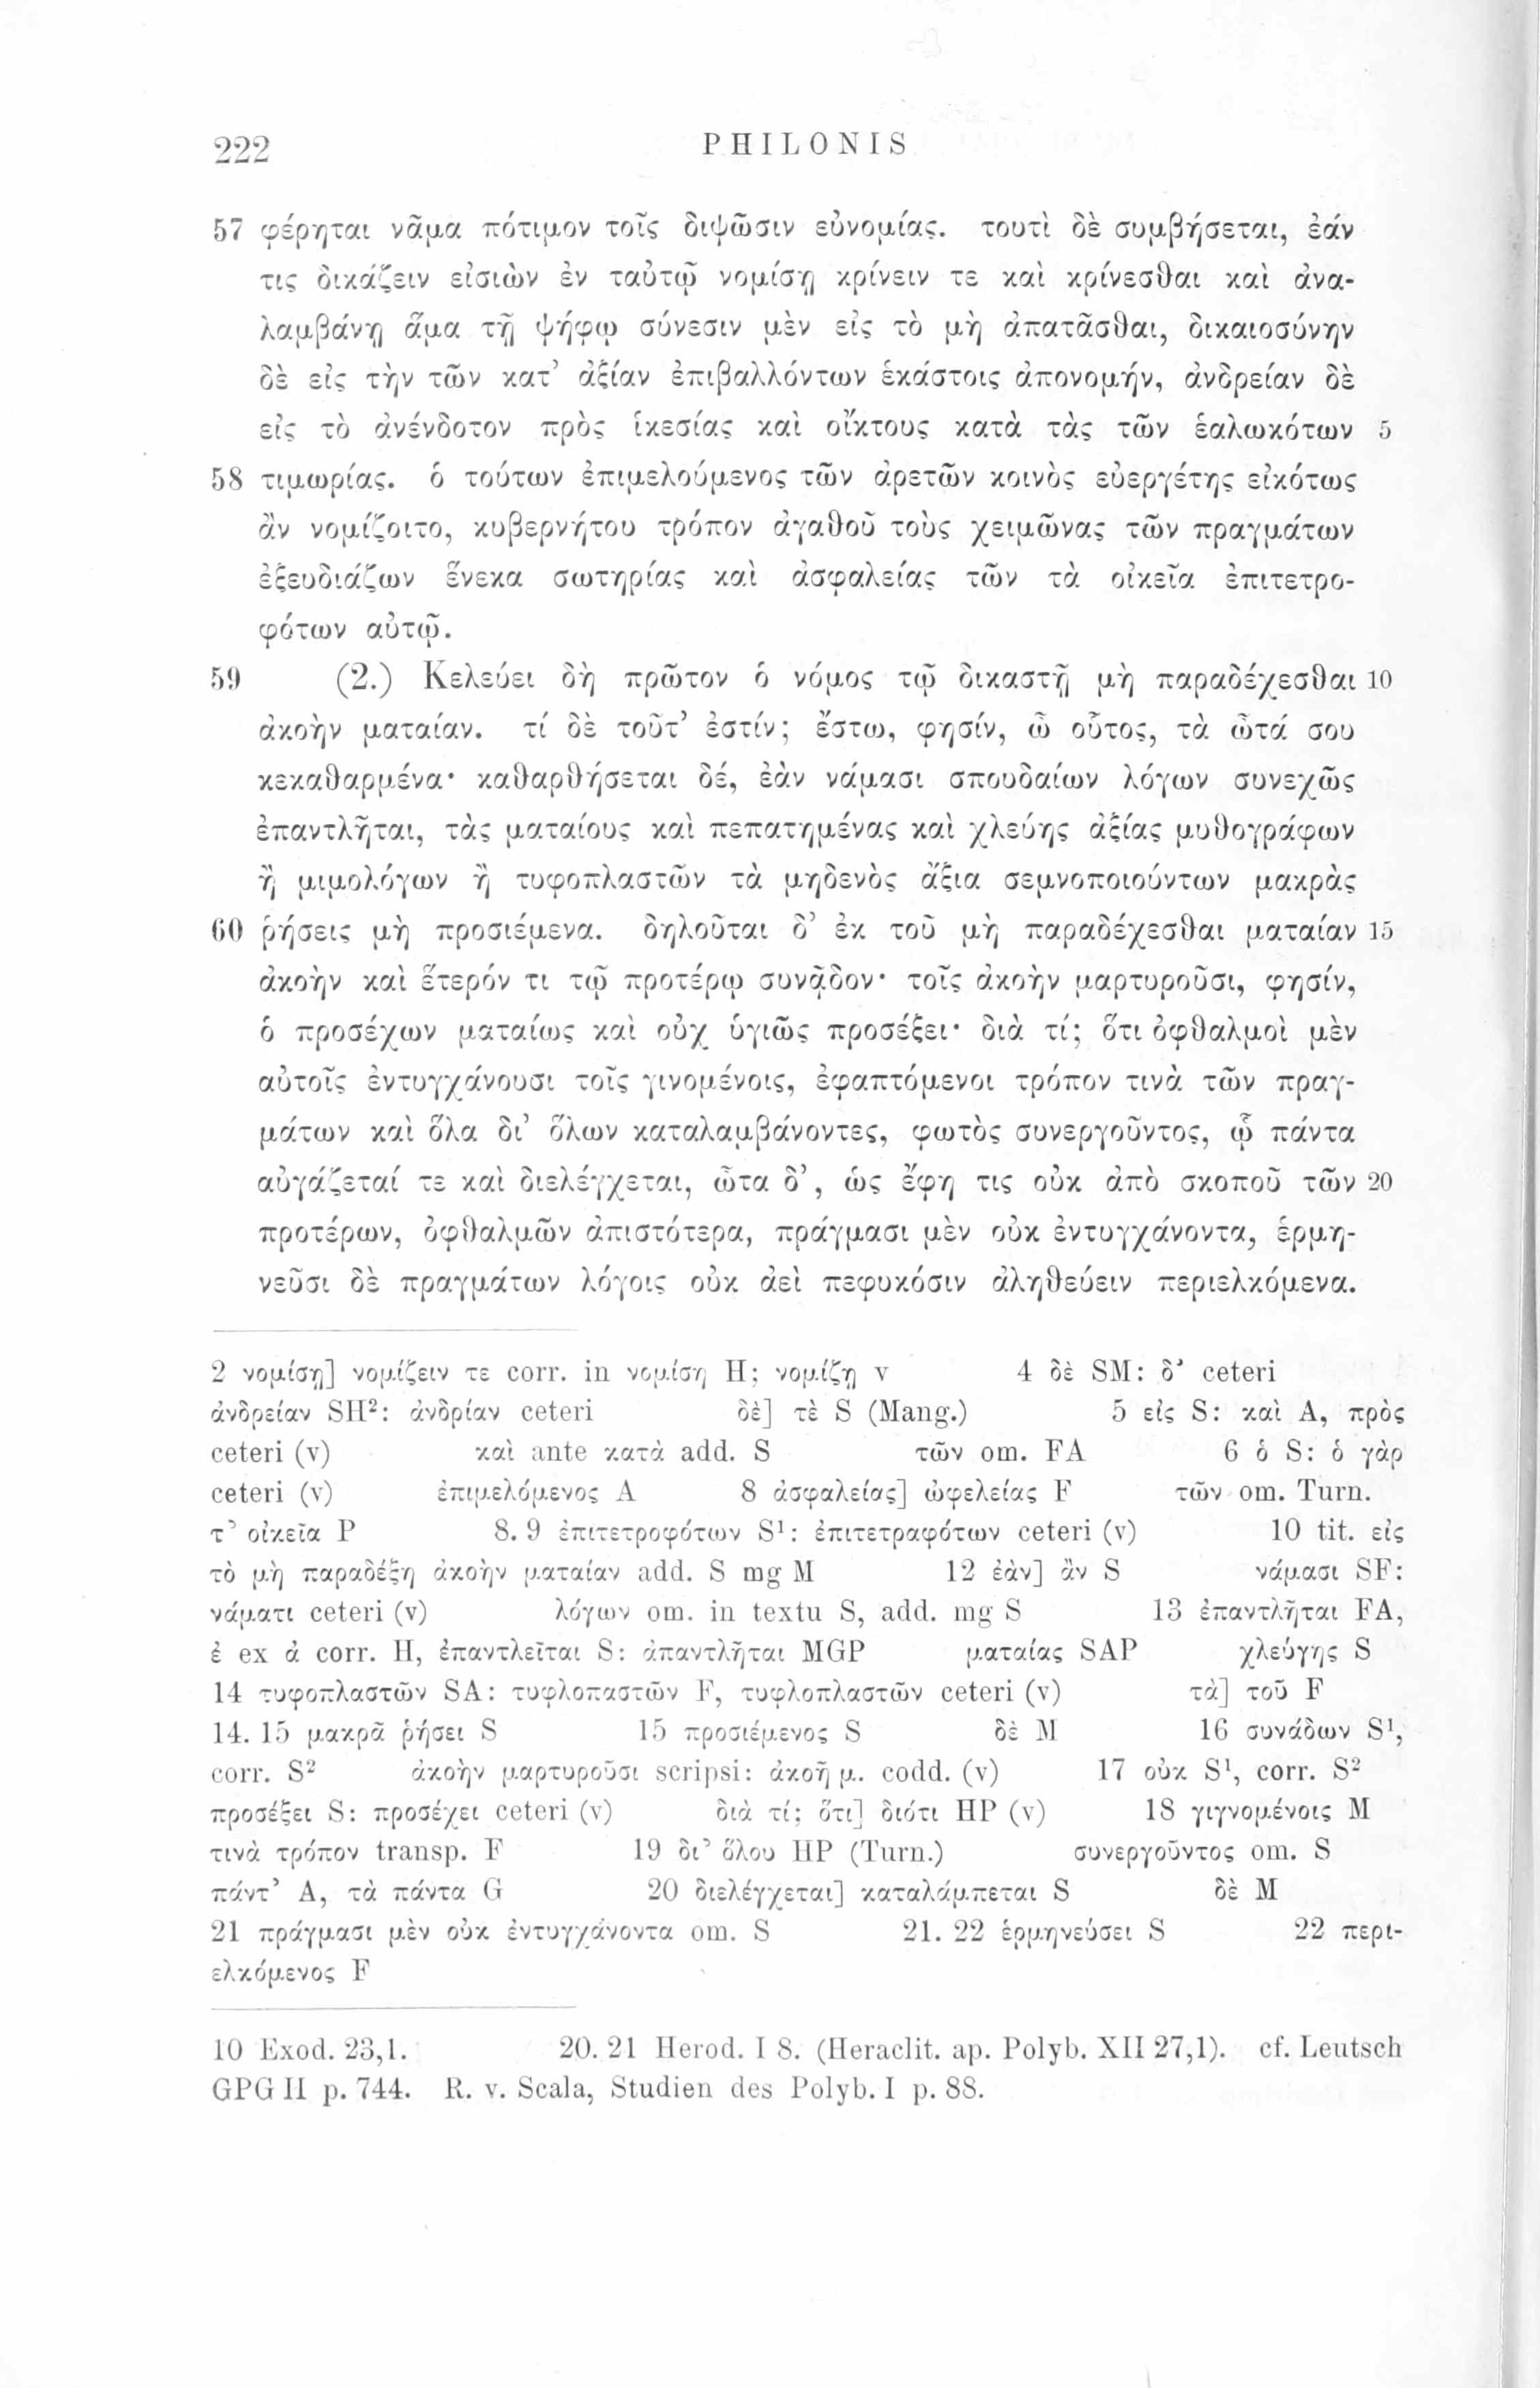 222 PHILONIS
57 φέρηται νᾶμα πότιμον τοῖς διψῶσιν εὐνομίας. τουτὶ δὲ συμβήσεται, ἐάν
τις δικάζειν εἰσιὼν ἐν ταὐτῷ νομίσῃ κρίνειν τε καὶ κρίνεσθαι καὶ ἀνα-
λαμβάνῃ ἅμα τῇ ψήφῳ σύνεσιν μὲν εἰς τὸ μὴ ἀπατᾶσθαι, δικαιοσύνην
δὲ εἰς τὴν τῶν κατ’ ἀξίαν ἐπιβαλλόντων ἑκάστοις ἀπονομήν, ἀνδρείαν δὲ
εἰς τὸ ἀνένδοτον πρὸς ἱκεσίας καὶ οἴκτους κατὰ τὰς τῶν ἑαλωκότων 5
58 τιμωρίας. ὁ τούτων ἐπιμελούμενος τῶν ἀρετῶν κοινὸς εὐεργέτης εἰκότως
ἂν νομίζοιτο, κυβερνήτου τρόπον ἀγαθοῦ τοὺς χειμῶνας τῶν πραγμάτων
ἐξευδιάζων ἕνεκα σωτηρίας καὶ ἀσφαλείας τῶν τὰ οἰκεῖα ἐπιτετρο-
φότων αὐτῷ.
59 (2.) Κελεύει δὴ πρῶτον ὁ νόμος τῷ δικαστῇ μὴ παραδέχεσθαι 10
ἀκοὴν ματαίαν. τί δὲ τοῦτ’ ἐστίν; ἔστω, φησίν, ὦ οὗτος, τὰ ὦτά σου
κεκαθαρμένα· καθαρθήσεται δέ, ἐὰν νάμασι σπουδαίων λόγων συνεχῶς
ἐπαντλῆται, τὰς ματαίους καὶ πεπατημένας καὶ χλεύης ἀξίας μυθογράφων
ἢ μιμολόγων ἢ τυφοπλαστῶν τὰ μηδενὸς ἄξια σεμνοποιούντων μακρὰς
60 ῥήσεις μὴ προσιέμενα. δηλοῦται δ’ ἐκ τοῦ μὴ παραδέχεσθαι ματαίαν 15
ἀκοὴν καὶ ἕτερόν τι τῷ προτέρῳ συνᾷδον· τοῖς ἀκοὴν μαρτυροῦσι, φησίν,
ὁ προσέχων ματαίως καὶ οὐχ ὑγιῶς προσέξει· διὰ τί; ὅτι ὀφθαλμοὶ μὲν
αὐτοῖς ἐντυγχάνουσι τοῖς γινομένοις, ἐφαπτόμενοι τρόπον τινὰ τῶν πραγ-
μάτων καὶ ὅλα δι’ ὅλων καταλαμβάνοντες, φωτὸς συνεργοῦντος, ᾧ πάντα
αὐγάζεταί τε καὶ διελέγχεται, ὦτα δ’, ὡς ἔφη τις οὐκ ἀπὸ σκοποῦ τῶν 20
προτέρων, ὀφθαλμῶν ἀπιστότερα, πράγμασι μὲν οὐκ ἐντυγχάνοντα, ἑρμη-
νεῦσι δὲ πραγμάτων λόγοις οὐκ ἀεὶ πεφυκόσιν ἀληθεύειν περιελκόμενα.
2 νομίσῃ] νομίζειν τε corr. in νομίση H; νομίζῃ v 4 δὲ SM: δ’ ceteri
ἀνδρείαν SH²: ἀνδρίαν ceteri δὲ] τὲ S (Mang.) 5 εἰς S: καὶ A, πρὸς
ceteri (v) καὶ ante κατὰ add. S τῶν om. FA 6 ὁ S: ὁ γὰρ
ceteri (v) ἐπιμελόμενος A 8 ἀσφαλείας] ὠφελείας F τῶν om. Turn.
τ’ οἰκεῖα P 8. 9 ἐπιτετροφότων S¹: ἐπιτετραφότων ceteri (v) 10 tit. εἰς
τὸ μὴ παραδέξῃ ἀκοὴν ματαίαν add. S mg M 12 ἐὰν] ἂν S νάμασι SF:
νάματι ceteri (v) λόγων om. in textu S, add. mg S 13 ἐπαντλῆται FA,
ἐ ex ἀ corr. H, ἐπαντλεῖται S: ἀπαντλῆται MGP ματαίας SAP χλεύγης S
14 τυφοπλαστῶν SA: τυφλοπαστῶν F, τυφλοπλαστῶν ceteri (v) τὰ] τοῦ F
14. 15 μακρᾶ ῥήσει S 15 προσιέμενος S δὲ M 16 συνάδων S¹,
corr. S² ἀκοὴν μαρτυροῦσι scripsi: ἀκοῆ μ. codd. (v) 17 οὐκ S¹, corr. S²
προσέξει S: προσέχει ceteri (v) διὰ τί; ὅτι] διότι HP (v) 18 γιγνομένοις M
τινὰ τρόπον transp. F 19 δι’ ὅλου HP (Turn.) συνεργοῦντος om. S
πάντ’ A, τὰ πάντα G 20 διελέγχεται] καταλάμπεται S δὲ M
21 πράγμασι μὲν οὐκ ἐντυγχάνοντα om. S 21. 22 ἑρμηνεύσει S 22 περι-
ελκόμενος F
10 Exod. 23,1. 20. 21 Herod. I 8. (Heraclit. ap. Polyb. XII 27,1). cf. Leutsch
GPG II p. 744. R. v. Scala, Studien des Polyb. I p. 88.